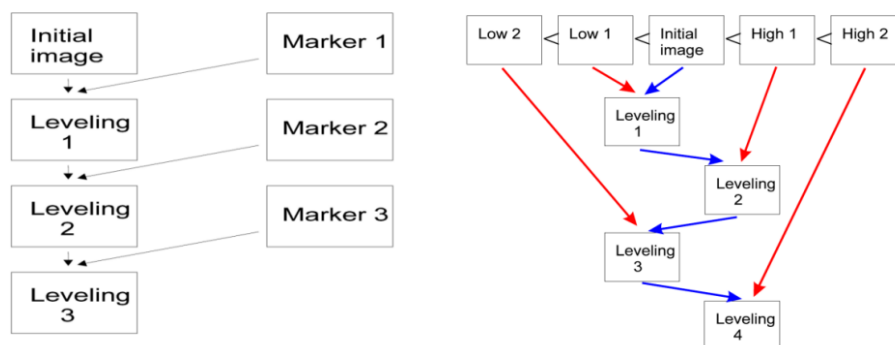 Initial
image
Marker 1
Leveling
1
Marker 2
Leveling
2
Marker 3
Leveling
3
Low 2
<
Low 1
<
Initial
image
<
High 1
<
High 2
Leveling
1
Leveling
2
Leveling
3
Leveling
4